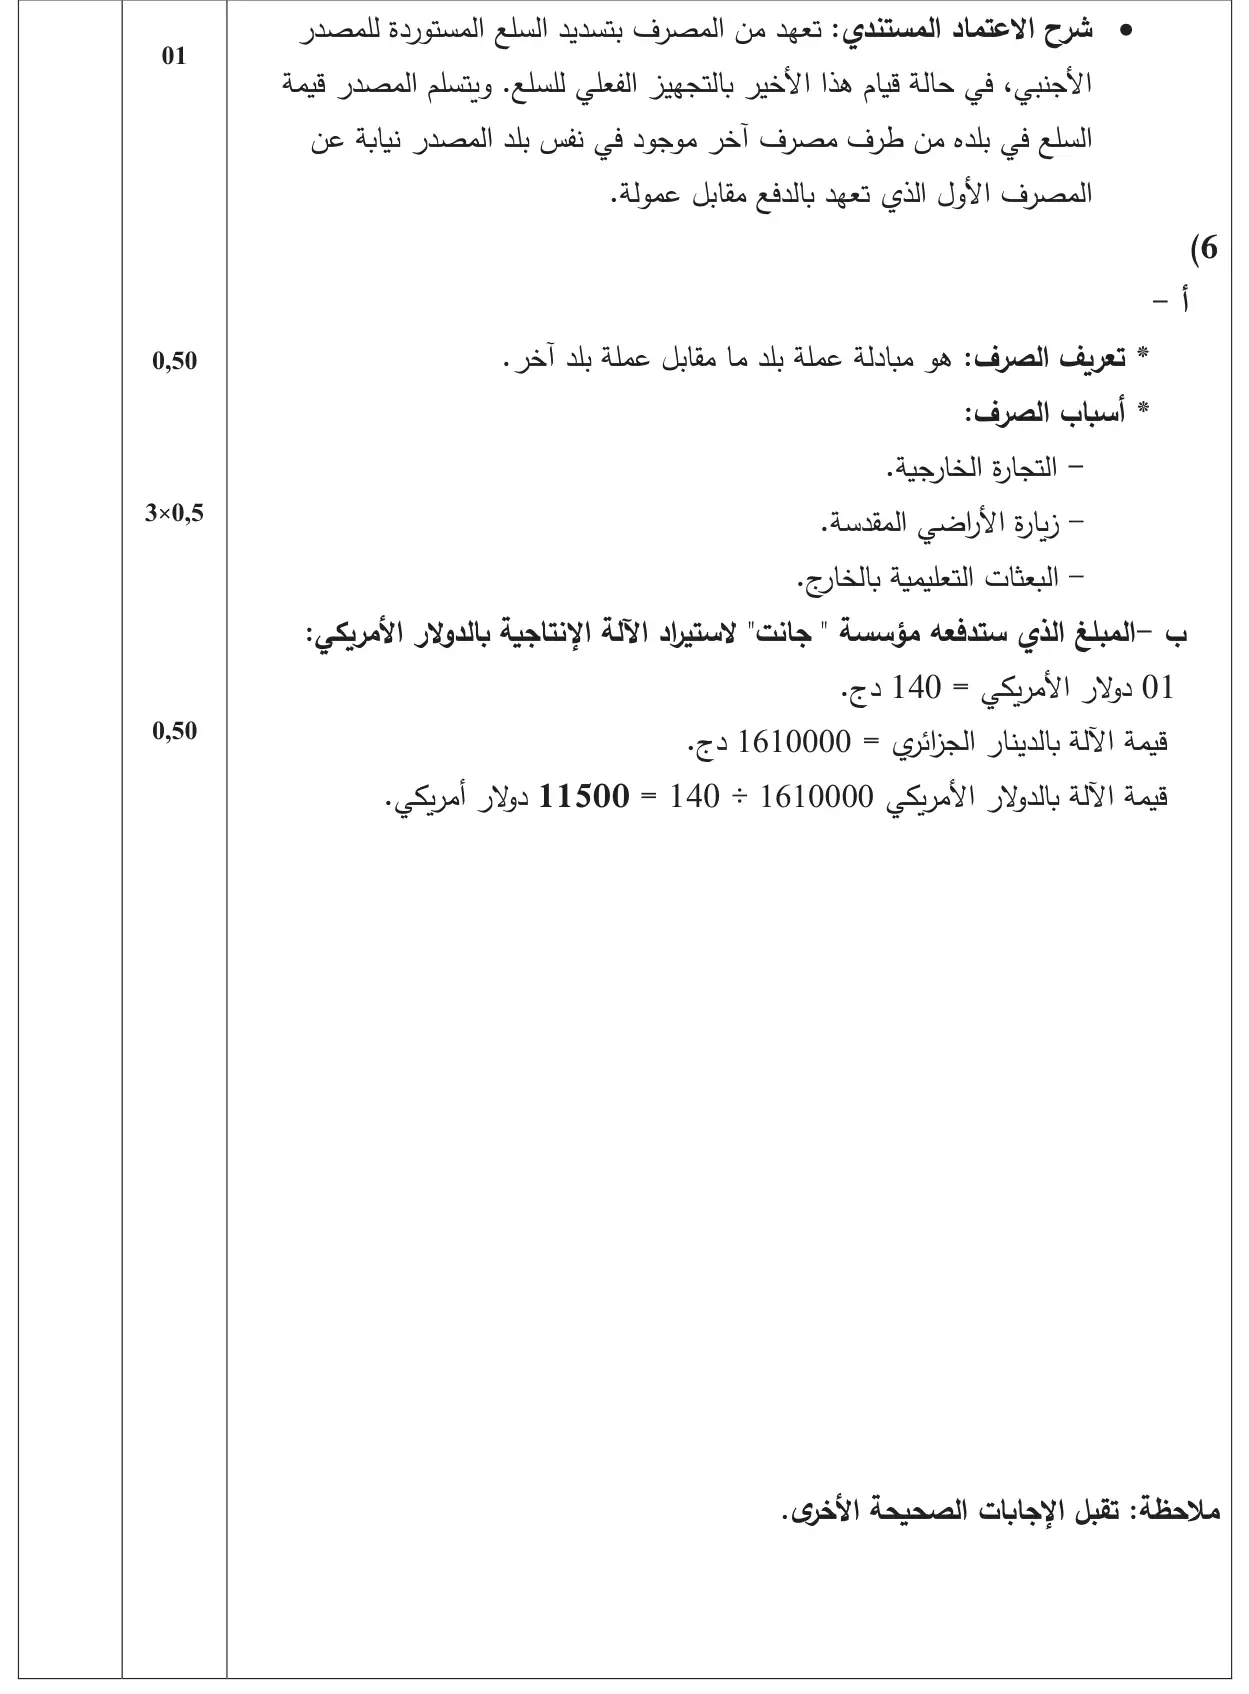 • شرح الاعتماد المستندي: تعهد من المصرف بتسديد السلع المستوردة للمصدر
01
الأجنبي، في حالة قيام هذا الأخير بالتجهيز الفعلي للسلع. ويتسلم المصدر قيمة
السلع في بلده من طرف مصرف آخر موجود في نفس بلد المصدر نيابة عن
المصرف الأول الذي تعهد بالدفع مقابل عمولة.
6)
أ –
* تعريف الصرف: هو مبادلة عملة بلد ما مقابل عملة بلد آخر.
0,50
* أسباب الصرف:
– التجارة الخارجية.
3×0,5
– زيارة الأراضي المقدسة.
– البعثات التعليمية بالخارج.
ب –المبلغ الذي ستدفعه مؤسسة " جانت" لاستيراد الآلة الإنتاجية بالدولار الأمريكي:
01 دولار الأمريكي = 140 دج.
0,50
قيمة الآلة بالدينار الجزائري = 1610000 دج.
قيمة الآلة بالدولار الأمريكي 1610000 ÷ 140 = 11500 دولار أمريكي.
ملاحظة: تقبل الإجابات الصحيحة الأخرى.